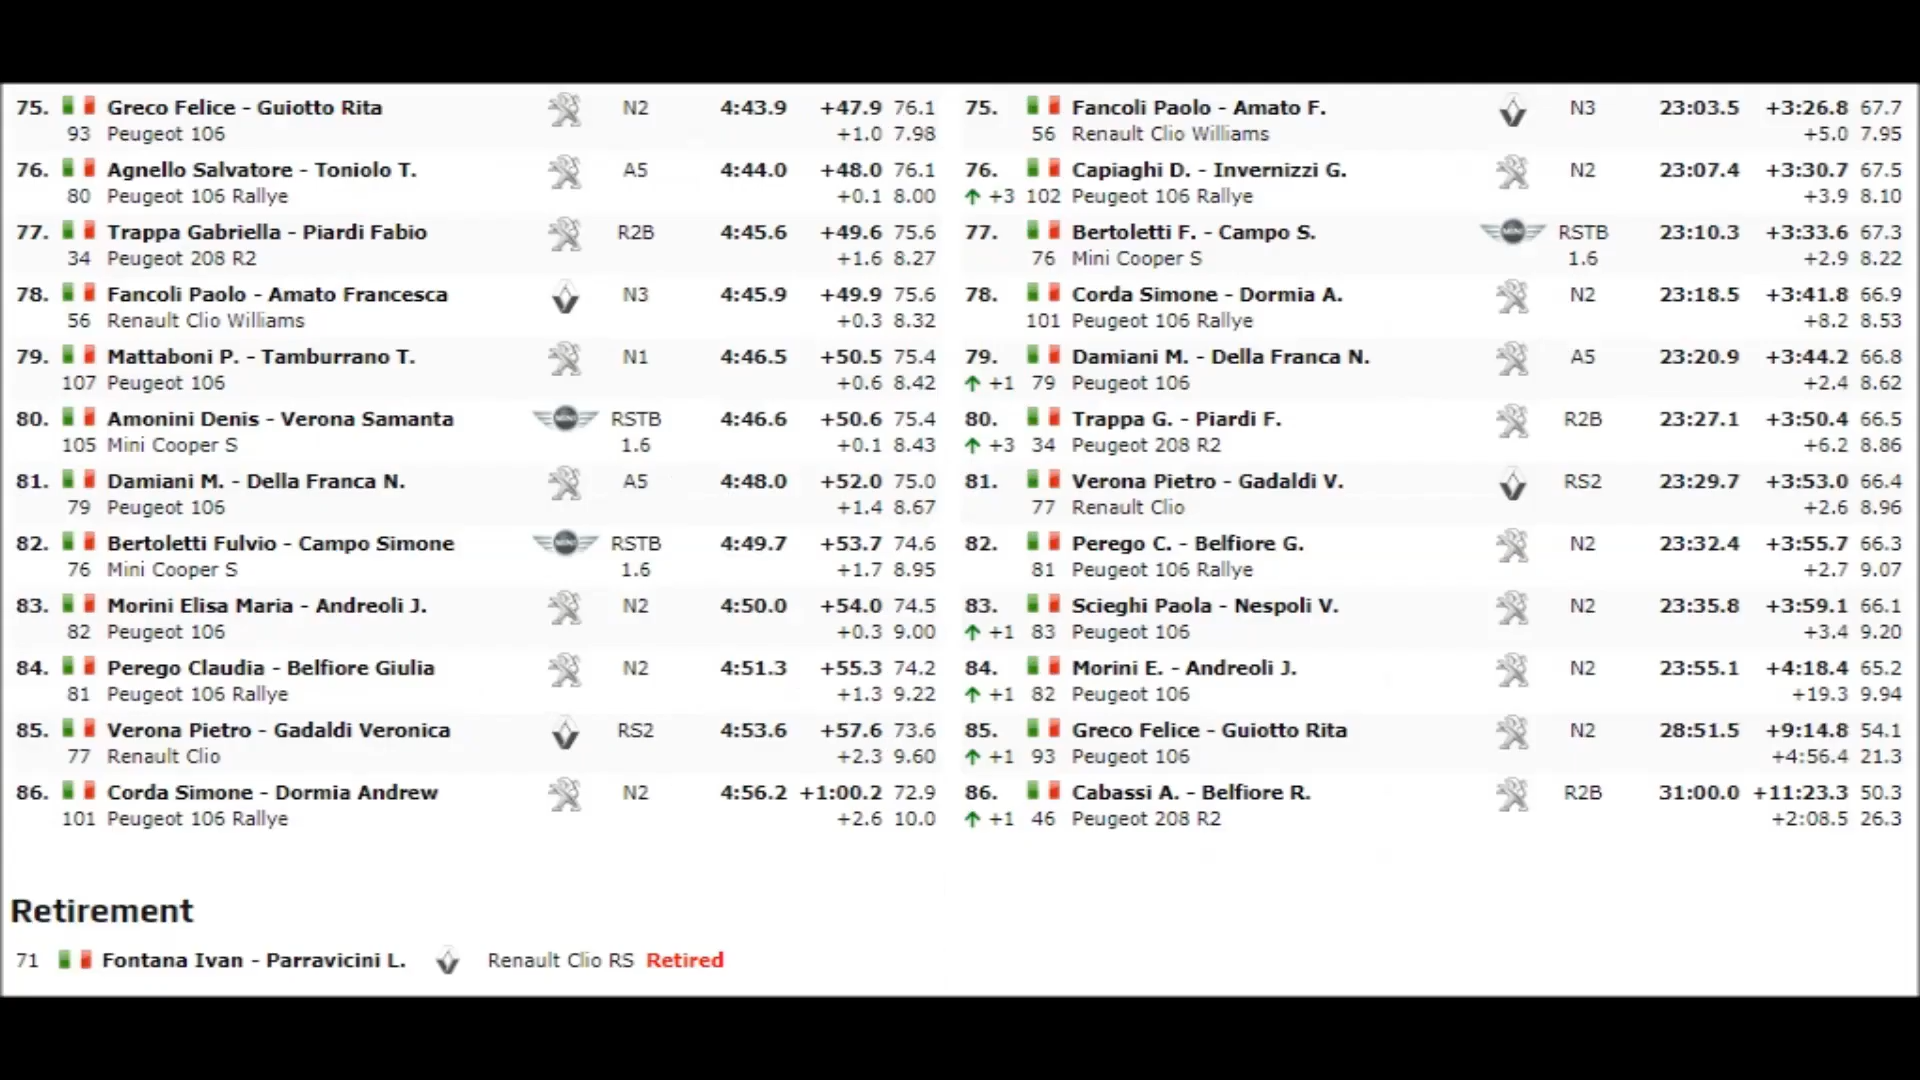 75. Greco Felice - Guiotto Rita N2 4:43.9 +47.9 76.1
93 Peugeot 106 +1.0 7.98
76. Agnello Salvatore - Toniolo T. A5 4:44.0 +48.0 76.1
80 Peugeot 106 Rallye +0.1 8.00
77. Trappa Gabriella - Piardi Fabio R2B 4:45.6 +49.6 75.6
34 Peugeot 208 R2 +1.6 8.27
78. Fancoli Paolo - Amato Francesca N3 4:45.9 +49.9 75.6
56 Renault Clio Williams +0.3 8.32
79. Mattaboni P. - Tamburrano T. N1 4:46.5 +50.5 75.4
107 Peugeot 106 +0.6 8.42
80. Amonini Denis - Verona Samanta MINI RSTB 4:46.6 +50.6 75.4
105 Mini Cooper S 1.6 +0.1 8.43
81. Damiani M. - Della Franca N. A5 4:48.0 +52.0 75.0
79 Peugeot 106 +1.4 8.67
82. Bertoletti Fulvio - Campo Simone MINI RSTB 4:49.7 +53.7 74.6
76 Mini Cooper S 1.6 +1.7 8.95
83. Morini Elisa Maria - Andreoli J. N2 4:50.0 +54.0 74.5
82 Peugeot 106 +0.3 9.00
84. Perego Claudia - Belfiore Giulia N2 4:51.3 +55.3 74.2
81 Peugeot 106 Rallye +1.3 9.22
85. Verona Pietro - Gadaldi Veronica RS2 4:53.6 +57.6 73.6
77 Renault Clio +2.3 9.60
86. Corda Simone - Dormia Andrew N2 4:56.2 +1:00.2 72.9
101 Peugeot 106 Rallye +2.6 10.0
75. Fancoli Paolo - Amato F. N3 23:03.5 +3:26.8 67.7
56 Renault Clio Williams +5.0 7.95
76. Capiaghi D. - Invernizzi G. N2 23:07.4 +3:30.7 67.5
↑ +3 102 Peugeot 106 Rallye +3.9 8.10
77. Bertoletti F. - Campo S. MINI RSTB 23:10.3 +3:33.6 67.3
76 Mini Cooper S 1.6 +2.9 8.22
78. Corda Simone - Dormia A. N2 23:18.5 +3:41.8 66.9
101 Peugeot 106 Rallye +8.2 8.53
79. Damiani M. - Della Franca N. A5 23:20.9 +3:44.2 66.8
↑ +1 79 Peugeot 106 +2.4 8.62
80. Trappa G. - Piardi F. R2B 23:27.1 +3:50.4 66.5
↑ +3 34 Peugeot 208 R2 +6.2 8.86
81. Verona Pietro - Gadaldi V. RS2 23:29.7 +3:53.0 66.4
77 Renault Clio +2.6 8.96
82. Perego C. - Belfiore G. N2 23:32.4 +3:55.7 66.3
81 Peugeot 106 Rallye +2.7 9.07
83. Scieghi Paola - Nespoli V. N2 23:35.8 +3:59.1 66.1
↑ +1 83 Peugeot 106 +3.4 9.20
84. Morini E. - Andreoli J. N2 23:55.1 +4:18.4 65.2
↑ +1 82 Peugeot 106 +19.3 9.94
85. Greco Felice - Guiotto Rita N2 28:51.5 +9:14.8 54.1
↑ +1 93 Peugeot 106 +4:56.4 21.3
86. Cabassi A. - Belfiore R. R2B 31:00.0 +11:23.3 50.3
↑ +1 46 Peugeot 208 R2 +2:08.5 26.3
Retirement
71 Fontana Ivan - Parravicini L. Renault Clio RS Retired